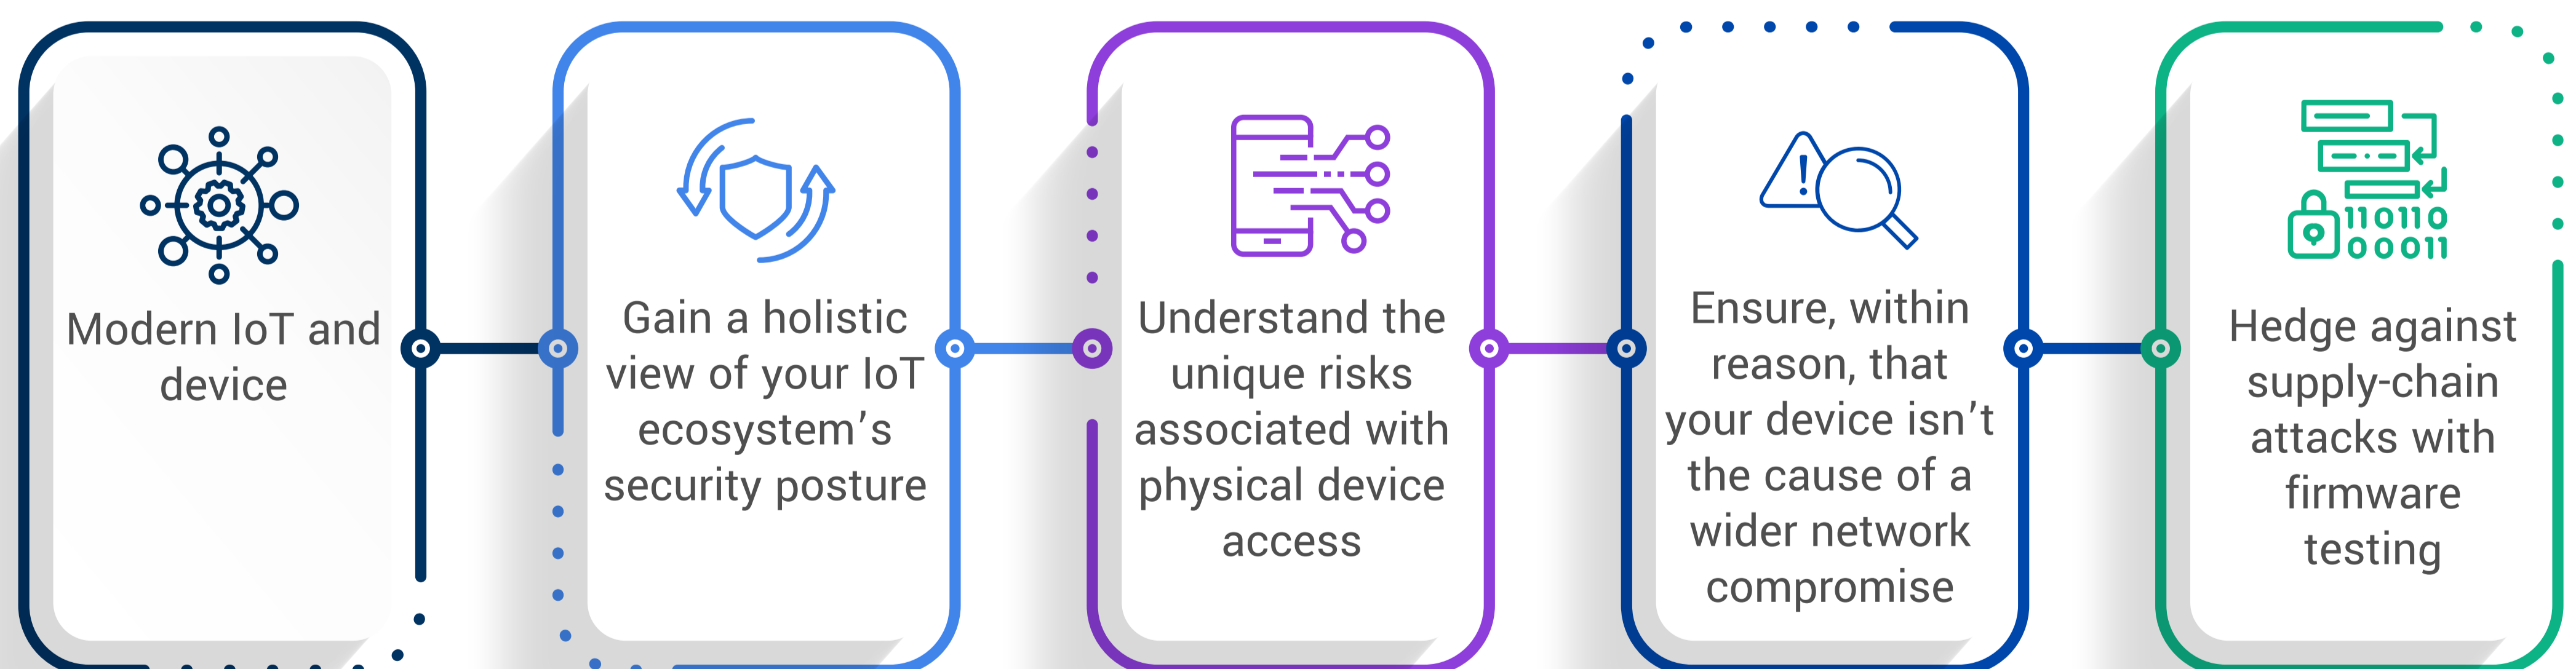 Modern IoT and
device
Gain a holistic
view of your IoT
ecosystem’s
security posture
Understand the
unique risks
associated with
physical device
access
Ensure, within
reason, that
your device isn’t
the cause of a
wider network
compromise
110110
00011
Hedge against
supply-chain
attacks with
firmware
testing